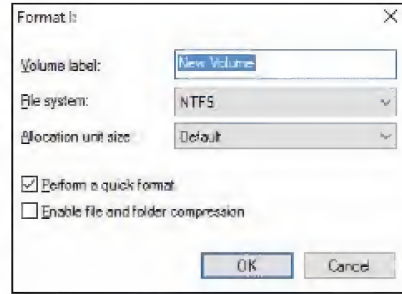 Format I:
Volume label:
New Volume
File system:
NTFS
Allocation unit size
Default
Perform a quick format
Enable file and folder compression
OK
Cancel